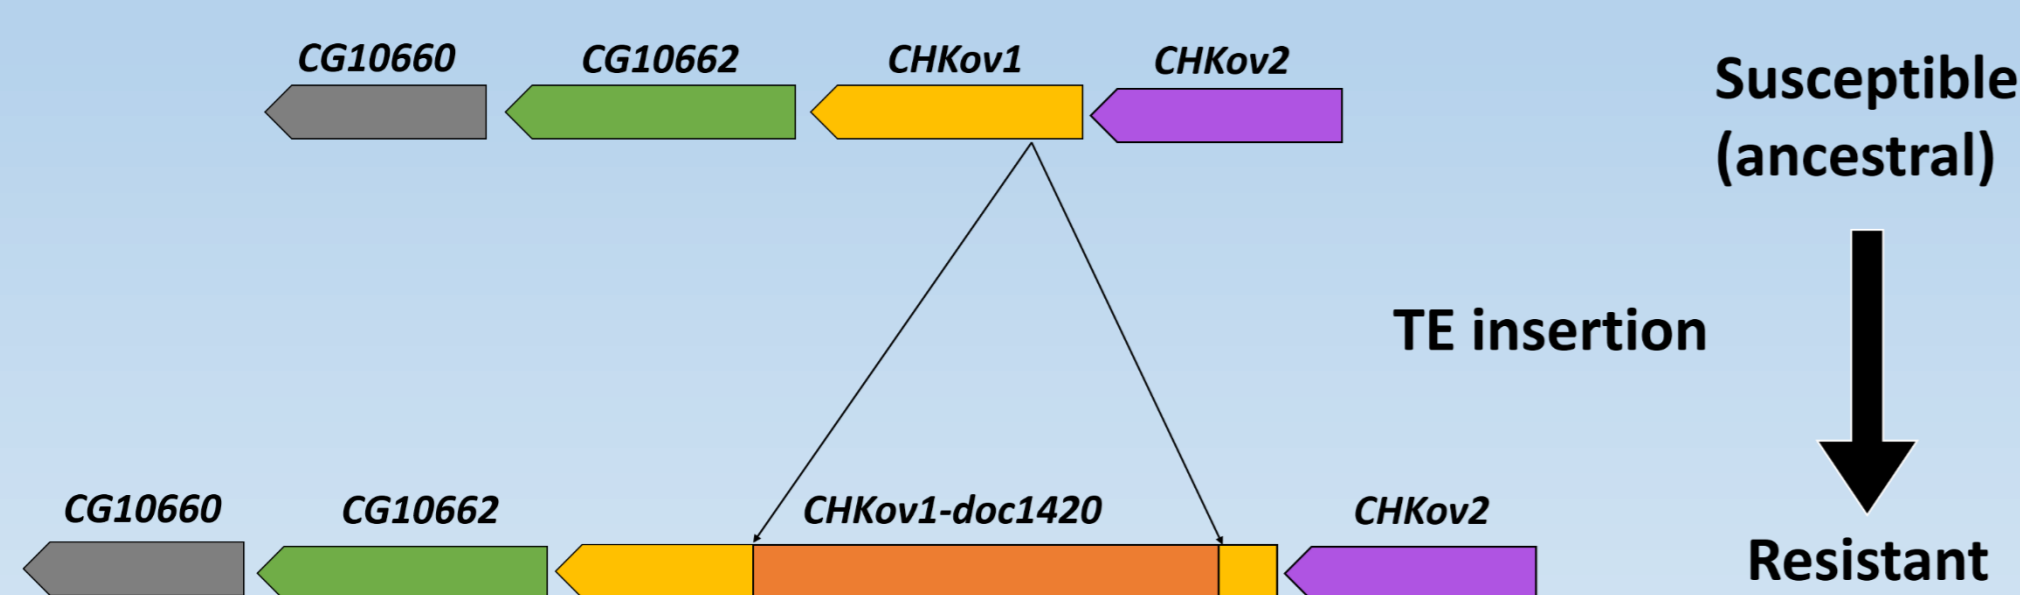 CG10660 CG10662 CHKov1 CHKov2
Susceptible
(ancestral)
TE insertion
CG10660 CG10662 CHKov1-doc1420 CHKov2
Resistant